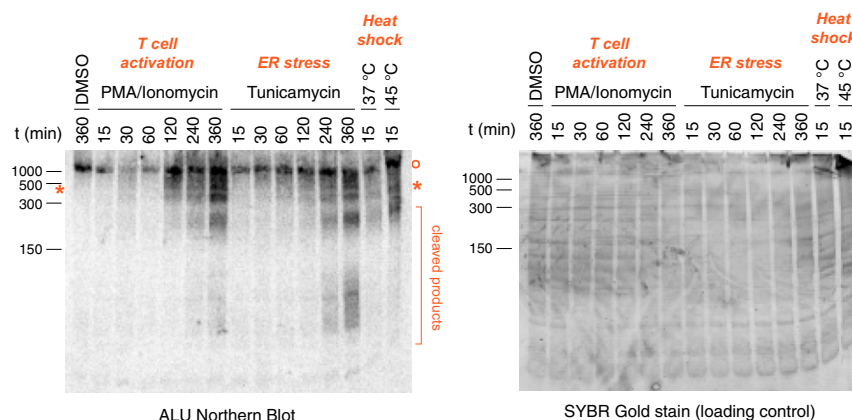 Heat
shock
T cell
activation
ER stress
DMSO
PMA/Ionomycin
Tunicamycin
37 °C
45 °C
t (min)
360 15 30 60 120 240 360 15 30 60 120 240 360 15 15
1000
500
*
300
150
°
*
cleaved products
ALU Northern Blot
Heat
shock
T cell
activation
ER stress
DMSO
PMA/Ionomycin
Tunicamycin
37 °C
45 °C
t (min)
360 15 30 60 120 240 360 15 30 60 120 240 360 15 15
1000
500
300
150
SYBR Gold stain (loading control)